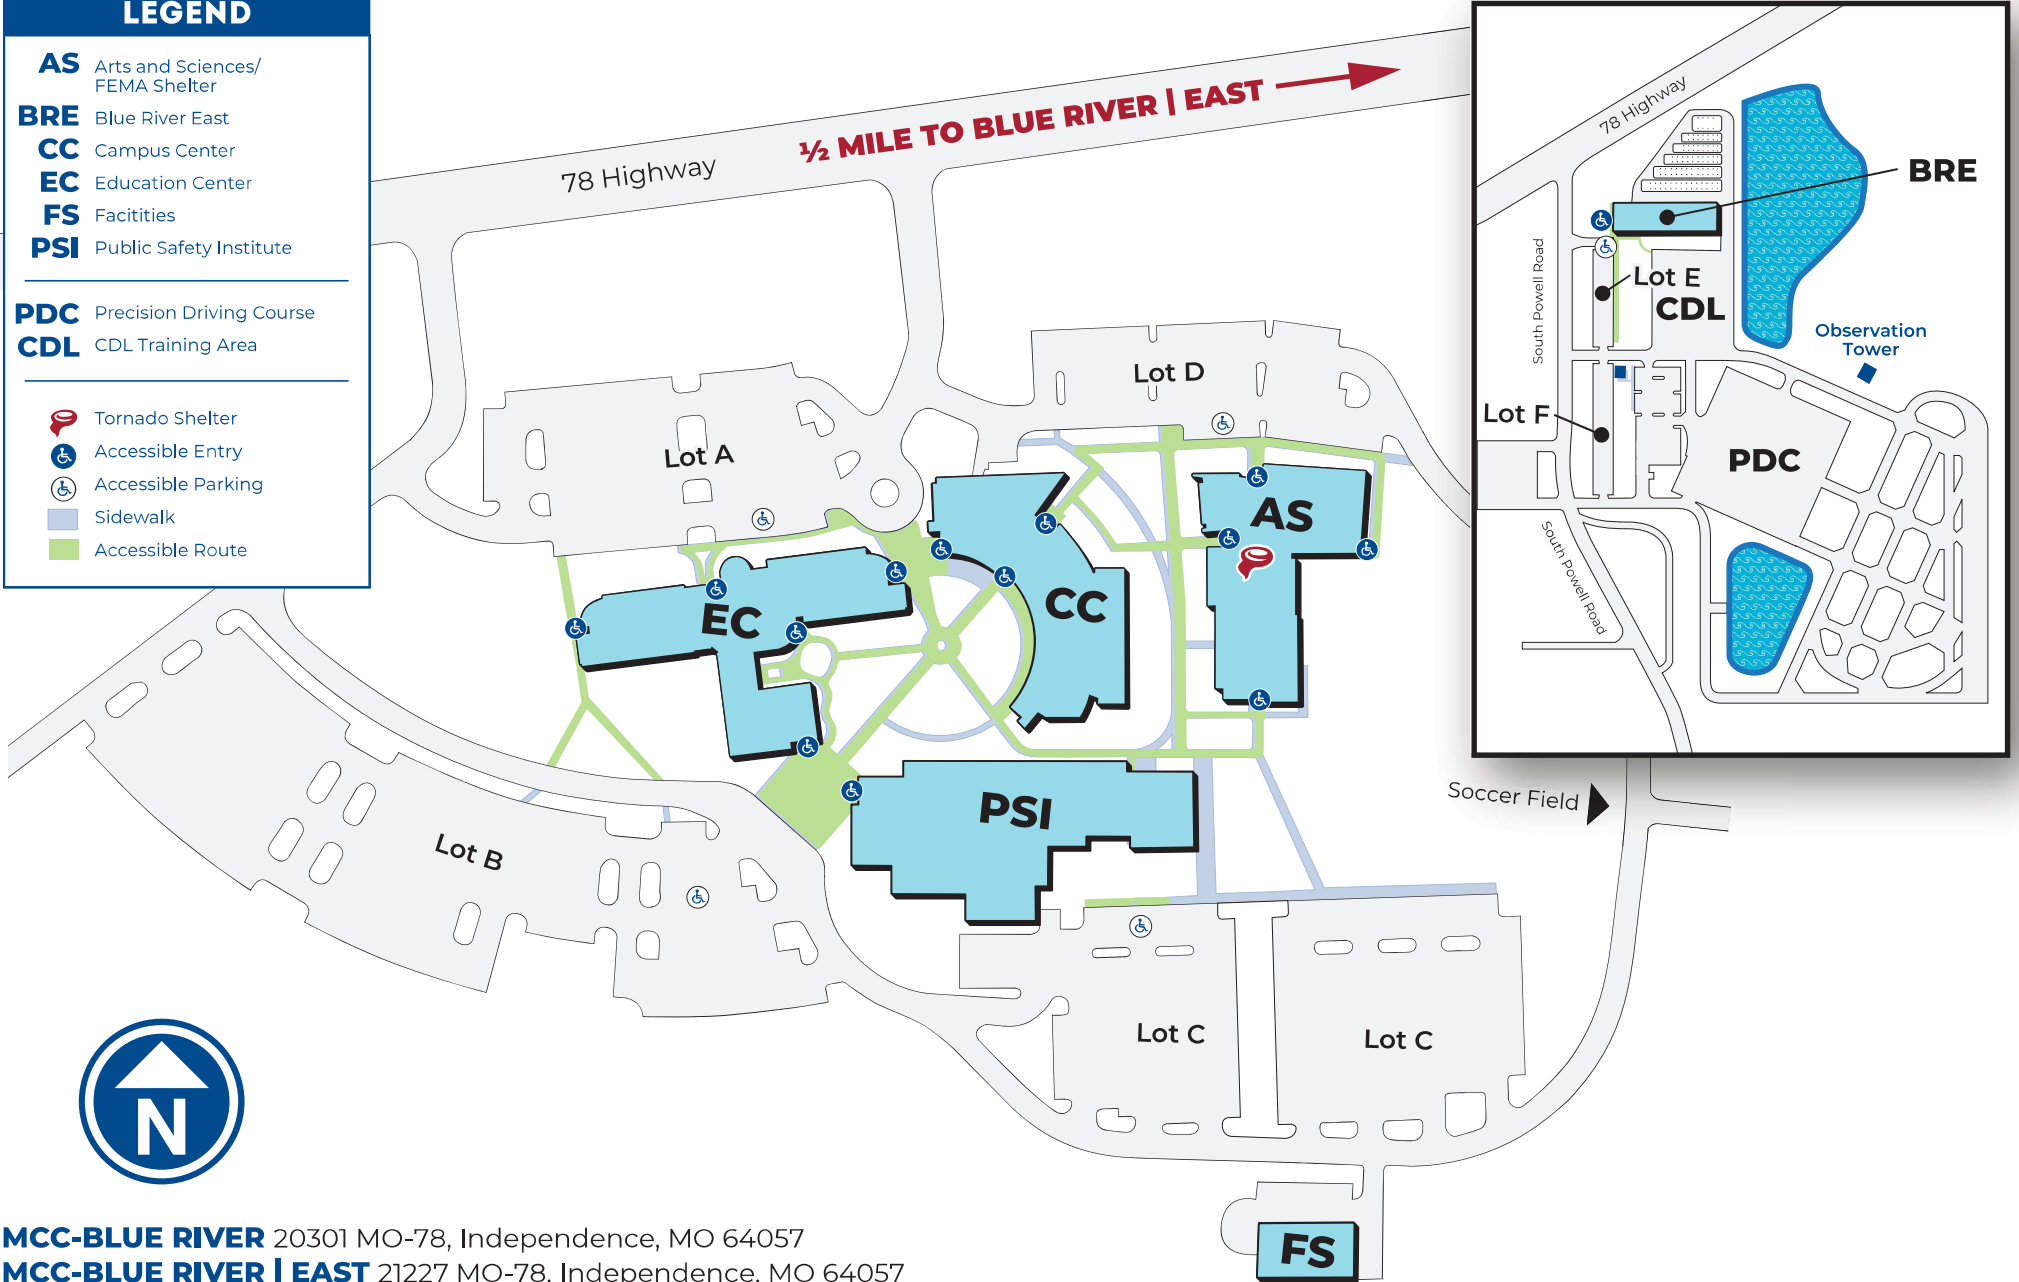 LEGEND
AS Arts and Sciences/
FEMA Shelter
BRE Blue River East
CC Campus Center
EC Education Center
FS Facitities
PSI Public Safety Institute
PDC Precision Driving Course
CDL CDL Training Area
Tornado Shelter
Accessible Entry
Accessible Parking
Sidewalk
Accessible Route
78 Highway
½ MILE TO BLUE RIVER | EAST
Lot A
Lot D
AS
CC
EC
PSI
Lot B
Lot C
Lot C
FS
Soccer Field
N
78 Highway
BRE
South Powell Road
Lot E
CDL
Observation
Tower
Lot F
PDC
South Powell Road
MCC-BLUE RIVER 20301 MO-78, Independence, MO 64057
MCC-BLUE RIVER | EAST 21227 MO-78, Independence, MO 64057